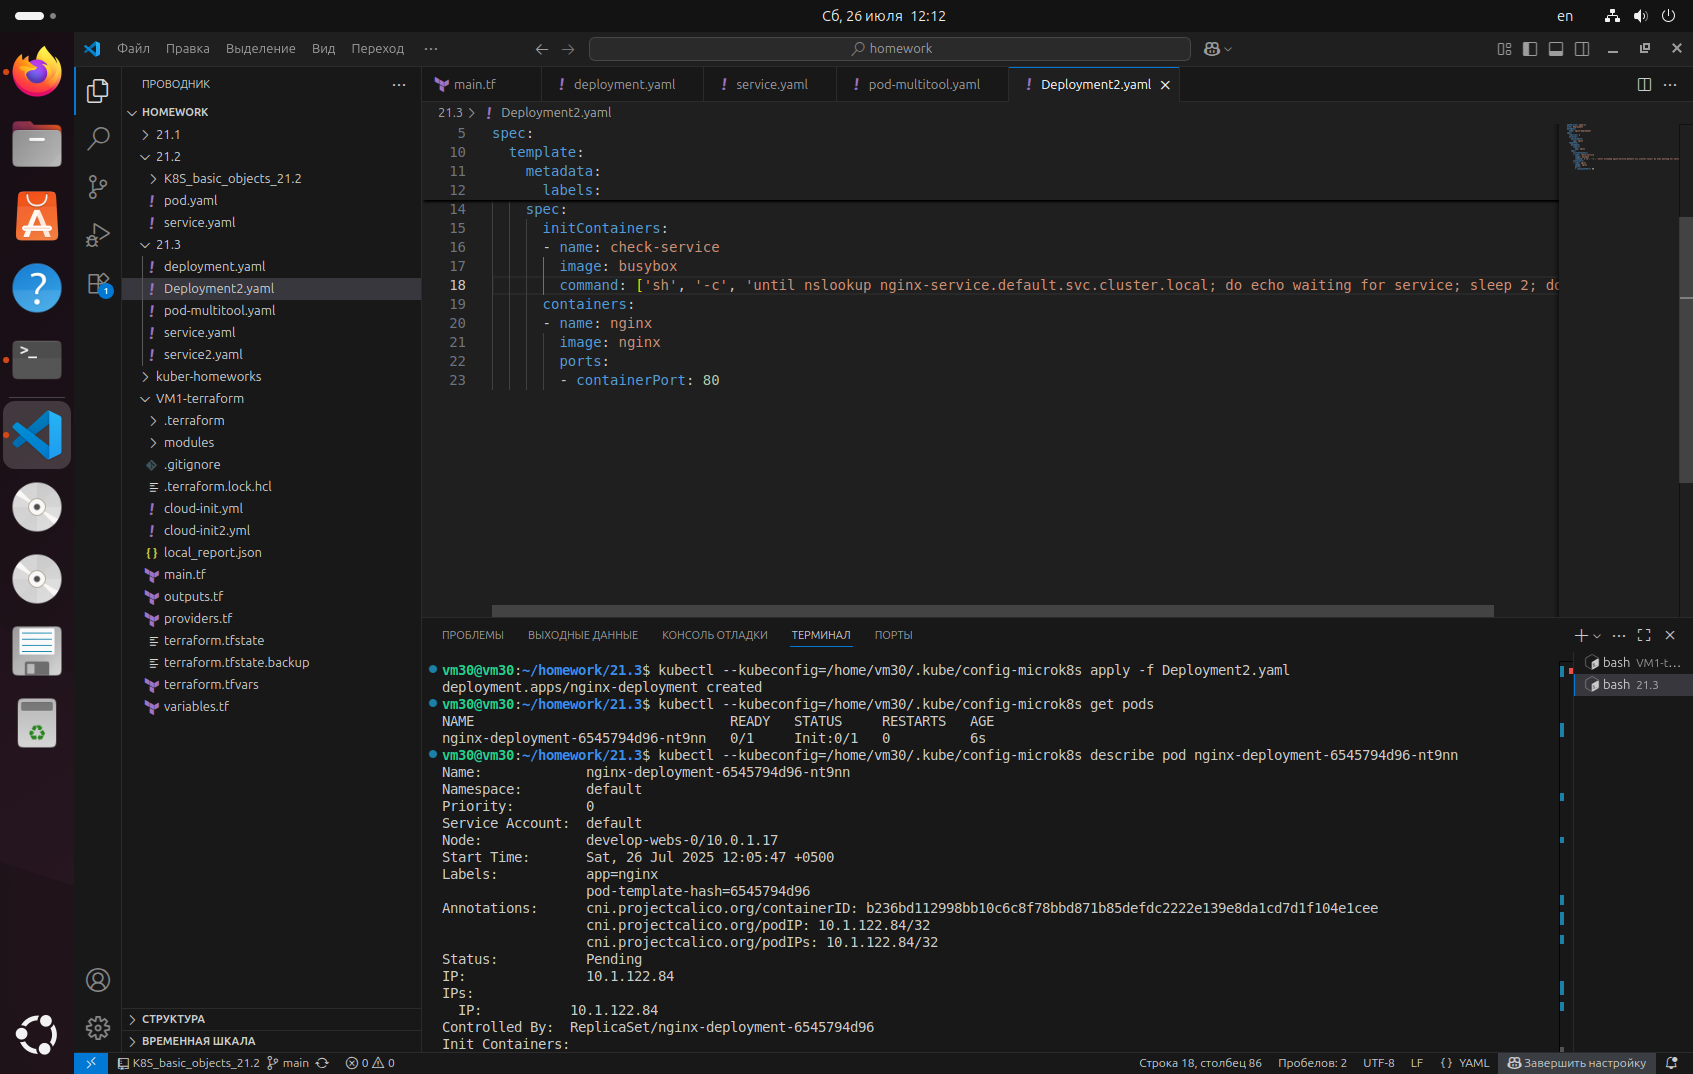 Сб, 26 июля 12:12
en
Файл Правка Выделение Вид Переход ···
homework
ПРОВОДНИК
HOMEWORK
21.1
21.2
K8S_basic_objects_21.2
pod.yaml
service.yaml
21.3
deployment.yaml
Deployment2.yaml
pod-multitool.yaml
service.yaml
service2.yaml
kuber-homeworks
VM1-terraform
.terraform
modules
.gitignore
.terraform.lock.hcl
cloud-init.yml
cloud-init2.yml
local_report.json
main.tf
outputs.tf
providers.tf
terraform.tfstate
terraform.tfstate.backup
terraform.tfvars
variables.tf
СТРУКТУРА
ВРЕМЕННАЯ ШКАЛА
1
main.tf ! deployment.yaml ! service.yaml ! pod-multitool.yaml ! Deployment2.yaml
21.3 > ! Deployment2.yaml
5 spec:
10 template:
11 metadata:
12 labels:
14 spec:
15 initContainers:
16 - name: check-service
17 image: busybox
18 command: ['sh', '-c', 'until nslookup nginx-service.default.svc.cluster.local; do echo waiting for service; sleep 2; do
19 containers:
20 - name: nginx
21 image: nginx
22 ports:
23 - containerPort: 80
ПРОБЛЕМЫ ВЫХОДНЫЕ ДАННЫЕ КОНСОЛЬ ОТЛАДКИ ТЕРМИНАЛ ПОРТЫ
bash VM1-t...
bash 21.3
vm30@vm30:~/homework/21.3$ kubectl --kubeconfig=/home/vm30/.kube/config-microk8s apply -f Deployment2.yaml
deployment.apps/nginx-deployment created
vm30@vm30:~/homework/21.3$ kubectl --kubeconfig=/home/vm30/.kube/config-microk8s get pods
NAME READY STATUS RESTARTS AGE
nginx-deployment-6545794d96-nt9nn 0/1 Init:0/1 0 6s
vm30@vm30:~/homework/21.3$ kubectl --kubeconfig=/home/vm30/.kube/config-microk8s describe pod nginx-deployment-6545794d96-nt9nn
Name: nginx-deployment-6545794d96-nt9nn
Namespace: default
Priority: 0
Service Account: default
Node: develop-webs-0/10.0.1.17
Start Time: Sat, 26 Jul 2025 12:05:47 +0500
Labels: app=nginx
pod-template-hash=6545794d96
Annotations: cni.projectcalico.org/containerID: b236bd112998bb10c6c8f78bbd871b85defdc2222e139e8da1cd7d1f104e1cee
cni.projectcalico.org/podIP: 10.1.122.84/32
cni.projectcalico.org/podIPs: 10.1.122.84/32
Status: Pending
IP: 10.1.122.84
IPs:
IP: 10.1.122.84
Controlled By: ReplicaSet/nginx-deployment-6545794d96
Init Containers:
K8S_basic_objects_21.2 main 0 0 Строка 18, столбец 86 Пробелов: 2 UTF-8 LF {} YAML Завершить настройку